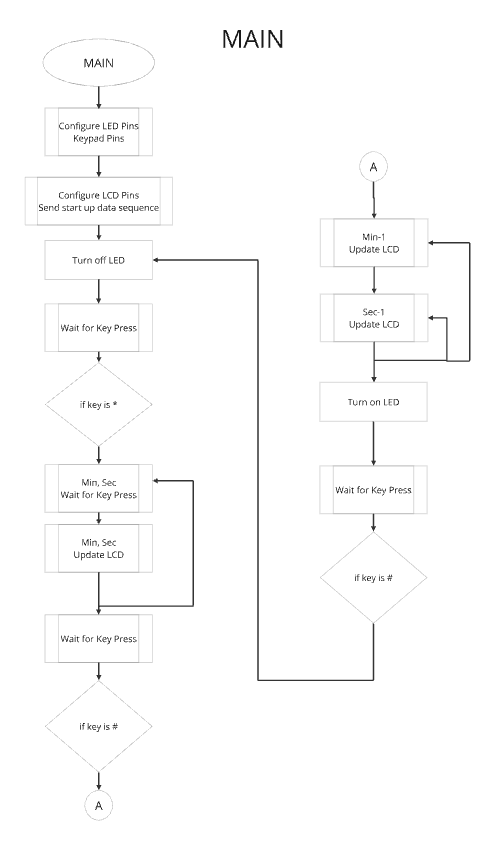 MAIN
MAIN
Configure LED Pins
Keypad Pins
Configure LCD Pins
Send start up data sequence
Turn off LED
Wait for Key Press
if key is *
Min, Sec
Wait for Key Press
Min, Sec
Update LCD
Wait for Key Press
if key is #
A
A
Min-1
Update LCD
Sec-1
Update LCD
Turn on LED
Wait for Key Press
if key is #